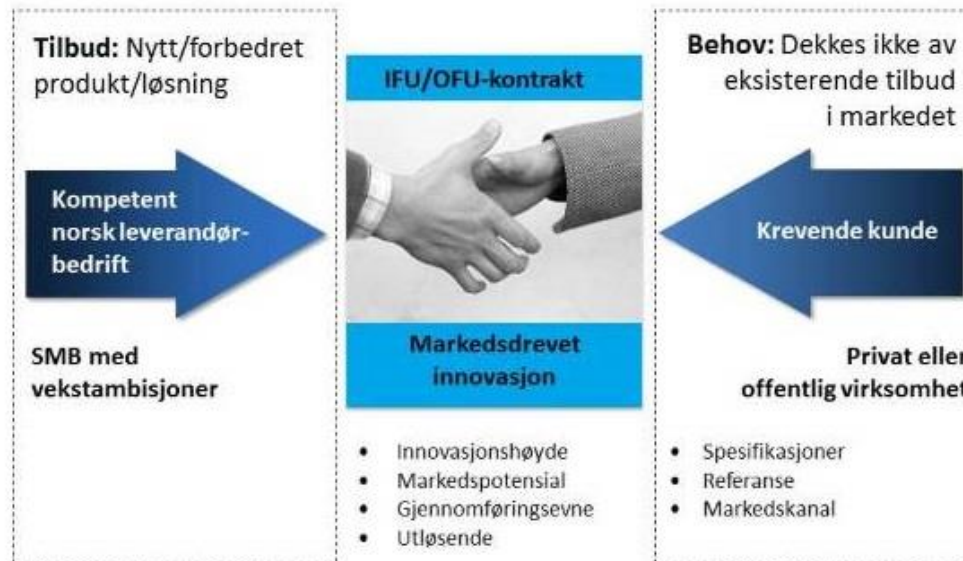 Tilbud: Nytt/forbedret
produkt/løsning
Kompetent
norsk leverandør-
bedrift
SMB med
vekstambisjoner
IFU/OFU-kontrakt
Markedsdrevet
innovasjon
• Innovasjonshøyde
• Markedspotensial
• Gjennomføringsevne
• Utløsende
Behov: Dekkes ikke av
eksisterende tilbud
i markedet
Krevende kunde
Privat eller
offentlig virksomhet
• Spesifikasjoner
• Referanse
• Markedskanal